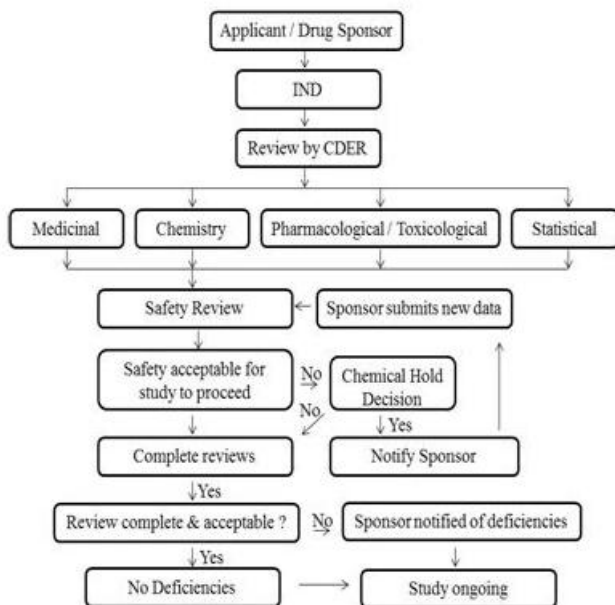 Applicant / Drug Sponsor
IND
Review by CDER
Medicinal
Chemistry
Pharmacological / Toxicological
Statistical
Safety Review
Sponsor submits new data
Safety acceptable for
study to proceed
No
Chemical Hold
Decision
No
Yes
Complete reviews
Notify Sponsor
Yes
Review complete & acceptable ?
No
Sponsor notified of deficiencies
Yes
No Deficiencies
Study ongoing